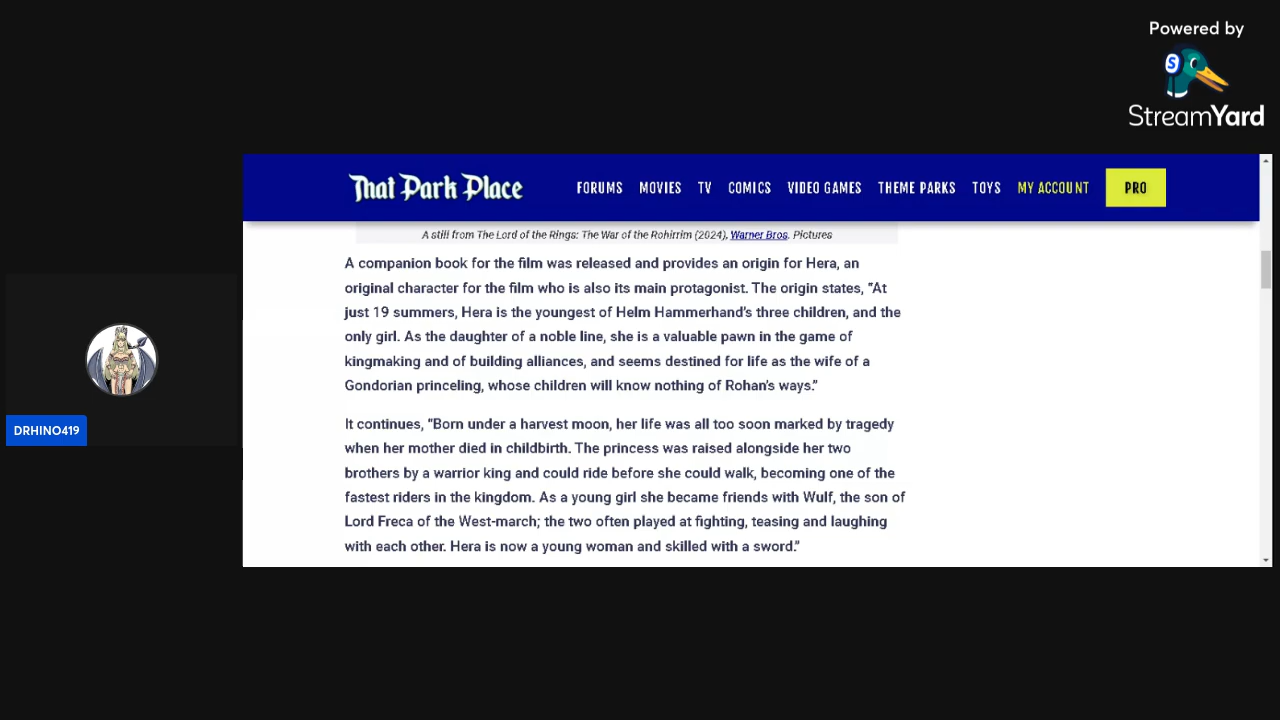 Powered by
StreamYard
That Park Place
FORUMS MOVIES TV COMICS VIDEO GAMES THEME PARKS TOYS MY ACCOUNT PRO
A still from The Lord of the Rings: The War of the Rohirrim (2024), Warner Bros. Pictures
A companion book for the film was released and provides an origin for Hera, an
original character for the film who is also its main protagonist. The origin states, “At
just 19 summers, Hera is the youngest of Helm Hammerhand’s three children, and the
only girl. As the daughter of a noble line, she is a valuable pawn in the game of
kingmaking and of building alliances, and seems destined for life as the wife of a
Gondorian princeling, whose children will know nothing of Rohan’s ways.”
It continues, “Born under a harvest moon, her life was all too soon marked by tragedy
when her mother died in childbirth. The princess was raised alongside her two
brothers by a warrior king and could ride before she could walk, becoming one of the
fastest riders in the kingdom. As a young girl she became friends with Wulf, the son of
Lord Freca of the West-march; the two often played at fighting, teasing and laughing
with each other. Hera is now a young woman and skilled with a sword.”
DRHINO419